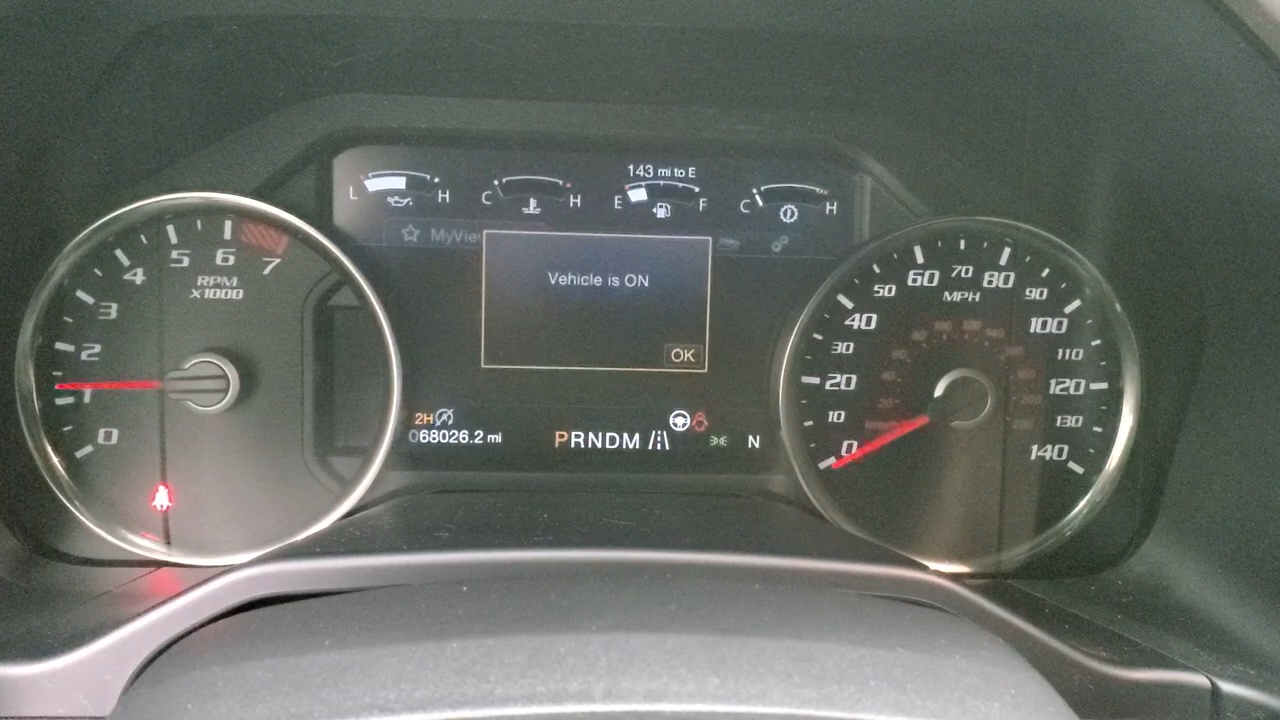 143 mi to E
L H C H E F C H
MyVie
Vehicle is ON
OK
2H
068026.2 mi
PRNDM
N
0 1 2 3 4 5 6 7
RPM
x1000
0 10 20 30 40 50 60 70 80 90 100 110 120 130 140
MPH